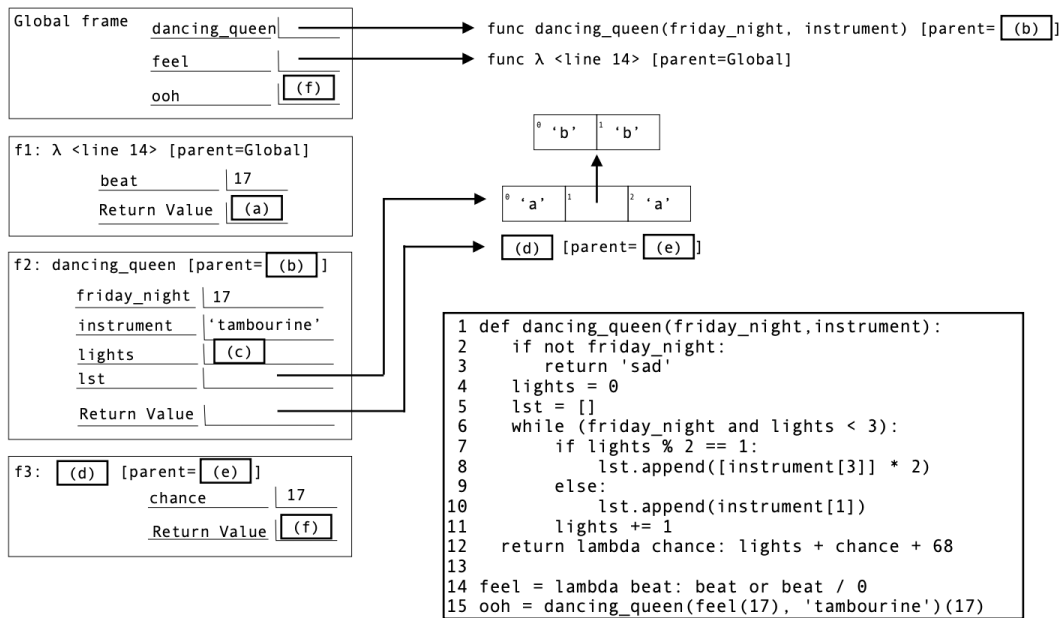 Global frame
dancing_queen
func dancing_queen(friday_night, instrument) [parent= (b) ]
feel
func λ <line 14> [parent=Global]
ooh (f)
0 ‘b’ 1 ‘b’
f1: λ <line 14> [parent=Global]
beat 17
Return Value (a)
0 ‘a’ 1 2 ‘a’
(d) [parent= (e) ]
f2: dancing_queen [parent= (b) ]
friday_night 17
instrument ‘tambourine’
lights (c)
lst
Return Value
f3: (d) [parent= (e) ]
chance 17
Return Value (f)
1 def dancing_queen(friday_night,instrument):
2 if not friday_night:
3 return 'sad'
4 lights = 0
5 lst = []
6 while (friday_night and lights < 3):
7 if lights % 2 == 1:
8 lst.append([instrument[3]] * 2)
9 else:
10 lst.append(instrument[1])
11 lights += 1
12 return lambda chance: lights + chance + 68
13
14 feel = lambda beat: beat or beat / 0
15 ooh = dancing_queen(feel(17), 'tambourine')(17)